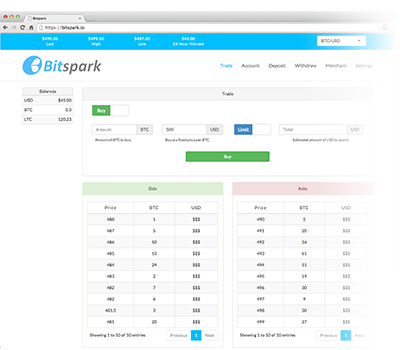 Bitspark
https://bitspark.io
$490.00 $499.00 $487.00 $45.00
Last High Low 24 Hour Volume
BTC/USD
Bitspark
Trade Account Deposit Withdraw Merchant Settings
Balances
USD $45.00
BTC 0.3
LTC 120.23
Trade
Buy
Amount BTC 500 USD Limit Total USD
Amount of BTC to buy. Buy at a fixed price per BTC. Estimated amount of USD to spend.
Buy
Bids
Price BTC USD
488 1 $$$
487 5 $$$
486 50 $$$
485 10 $$$
484 24 $$$
483 2 $$$
482 7 $$$
482 6 $$$
481.5 3 $$$
481 20 $$$
Showing 1 to 10 of 10 entries Previous 1 Next
Asks
Price BTC USD
490 5 $$$
491 20 $$$
492 16 $$$
493 61 $$$
494 11 $$$
495 19 $$$
496 30 $$$
497 9 $$$
498 30 $$$
499 27 $$$
Showing 1 to 10 of 10 entries Previous 1 Next